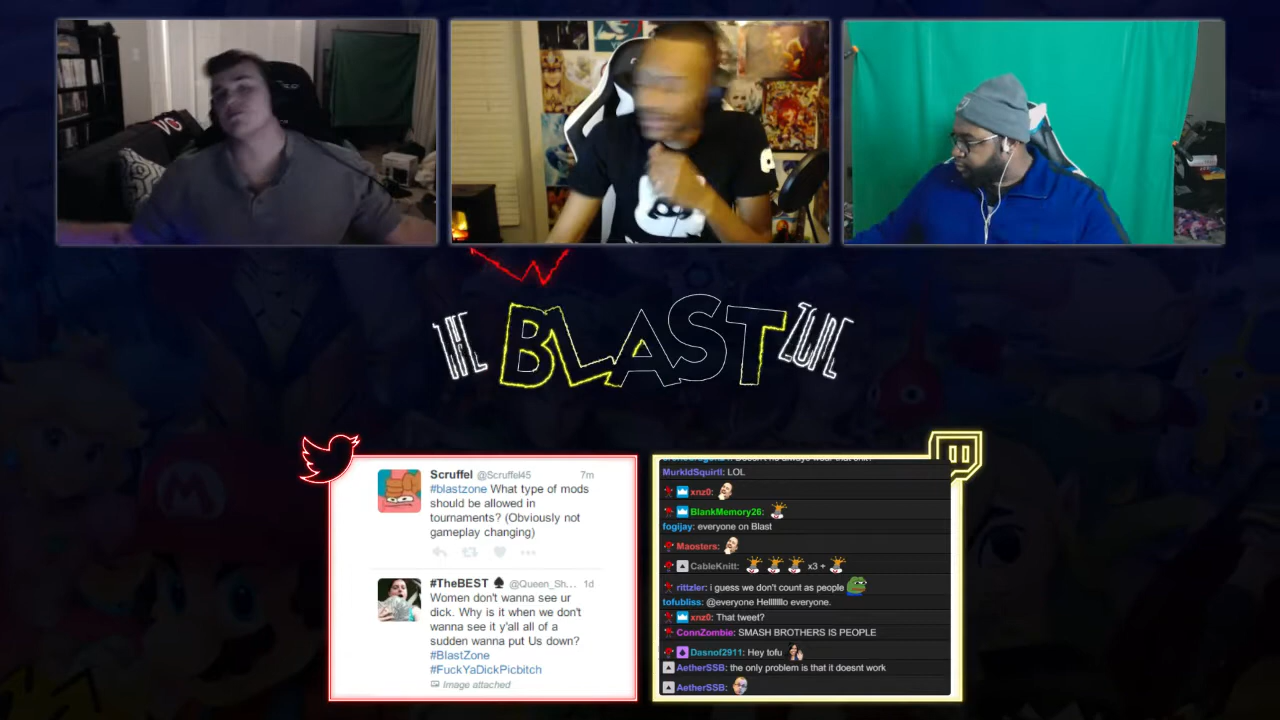 THE BLAST ZONE
Scruffel @Scruffel45 7m
#blastzone What type of mods
should be allowed in
tournaments? (Obviously not
gameplay changing)
#TheBEST ♠ @Queen_Sh... 1d
Women don't wanna see ur
dick. Why is it when we don't
wanna see it y'all all of a
sudden wanna put Us down?
#BlastZone
#FuckYaDickPicbitch
Image attached
MurkIdSquirtl: LOL
xnz0:
BlankMemory26:
fogijay: everyone on Blast
Maosters:
CableKnitt: x3 +
rittzler: i guess we don't count as people
tofubliss: @everyone Helllllllo everyone.
xnz0: That tweet?
ConnZombie: SMASH BROTHERS IS PEOPLE
Dasnof2911: Hey tofu
AetherSSB: the only problem is that it doesnt work
AetherSSB: